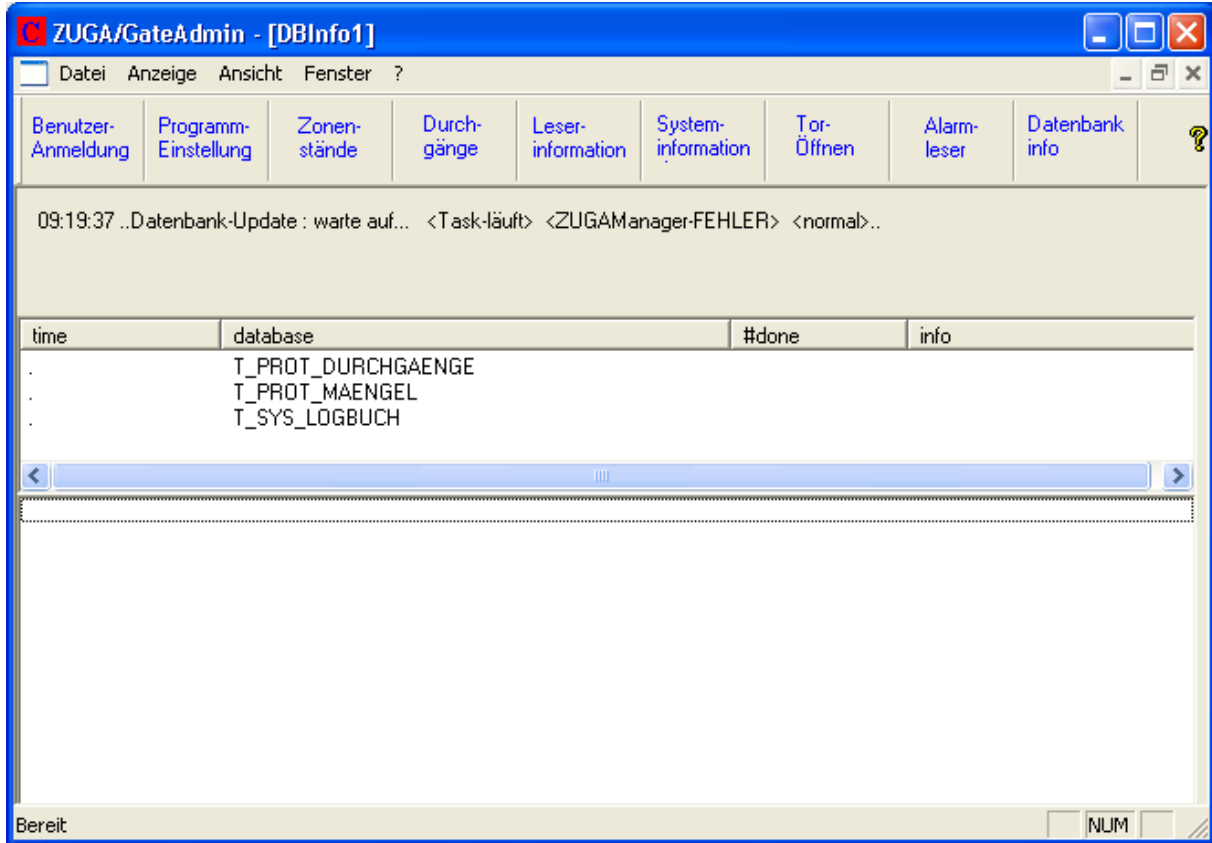 C ZUGA/GateAdmin - [DBInfo1]
Datei Anzeige Ansicht Fenster ?
Benutzer-
Anmeldung
Programm-
Einstellung
Zonen-
stände
Durch-
gänge
Leser-
information
System-
information
Tor-
Öffnen
Alarm-
leser
Datenbank
info
?
09:19:37 ..Datenbank-Update : warte auf... <Task-läuft> <ZUGAManager-FEHLER> <normal>..
time database #done info
. T_PROT_DURCHGAENGE
. T_PROT_MAENGEL
. T_SYS_LOGBUCH
Bereit NUM